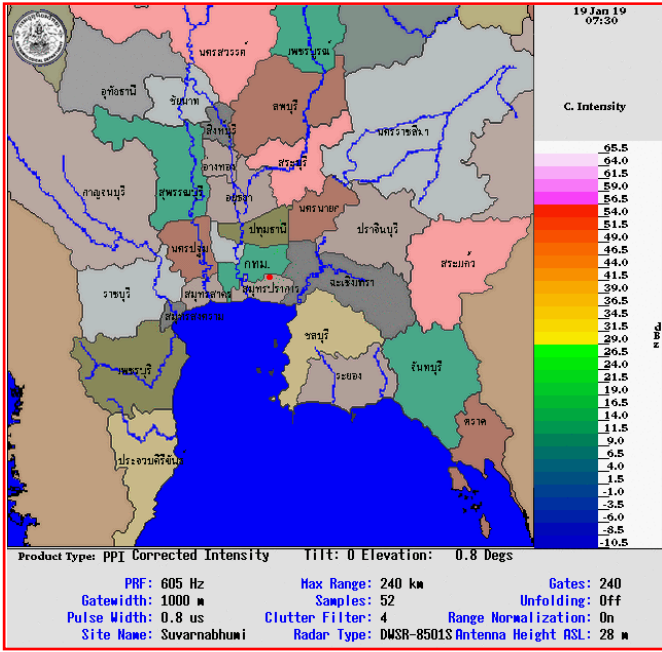 19 Jan 19
07:30
C. Intensity
นครสวรรค์
เพชรบูรณ์
อุทัยธานี
ชัยนาท
ลพบุรี
สิงห์บุรี
นครราชสีมา
อ่างทอง
สระบุรี
กาญจนบุรี
สุพรรณบุรี
อยุธยา
นครนายก
ปทุมธานี
ปราจีนบุรี
นครปฐม
กทม.
สระแก้ว
ราชบุรี
สมุทรสาคร
สมุทรปราการ
ฉะเชิงเทรา
สมุทรสงคราม
ชลบุรี
เพชรบุรี
ระยอง
จันทบุรี
ตราด
ประจวบคีรีขันธ์
65.5
64.0
61.5
59.0
56.5
54.0
51.5
49.0
46.5
44.0
41.5
39.0
36.5
34.0
31.5
29.0
26.5
24.0
21.5
19.0
16.5
14.0
11.5
9.0
6.5
4.0
1.5
-1.0
-3.5
-6.0
-8.5
-10.5
Product Type: PPI Corrected Intensity Tilt: 0 Elevation: 0.8 Degs
PRF: 605 Hz Max Range: 240 km Gates: 240
Gatewidth: 1000 m Samples: 52 Unfolding: Off
Pulse Width: 0.8 us Clutter Filter: 4 Range Normalization: On
Site Name: Suvarnabhumi Radar Type: DWSR-8501S Antenna Height ASL: 28 m